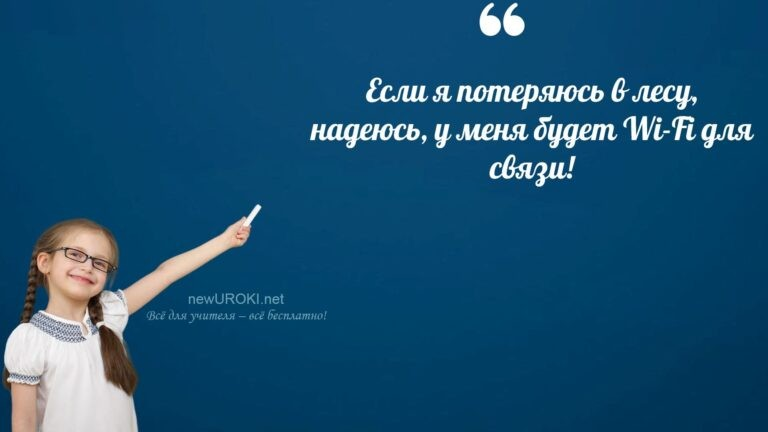 ❝
Если я потеряюсь в лесу,
надеюсь, у меня будет Wi-Fi для
связи!
newUROKI.net
Всё для учителя – всё бесплатно!